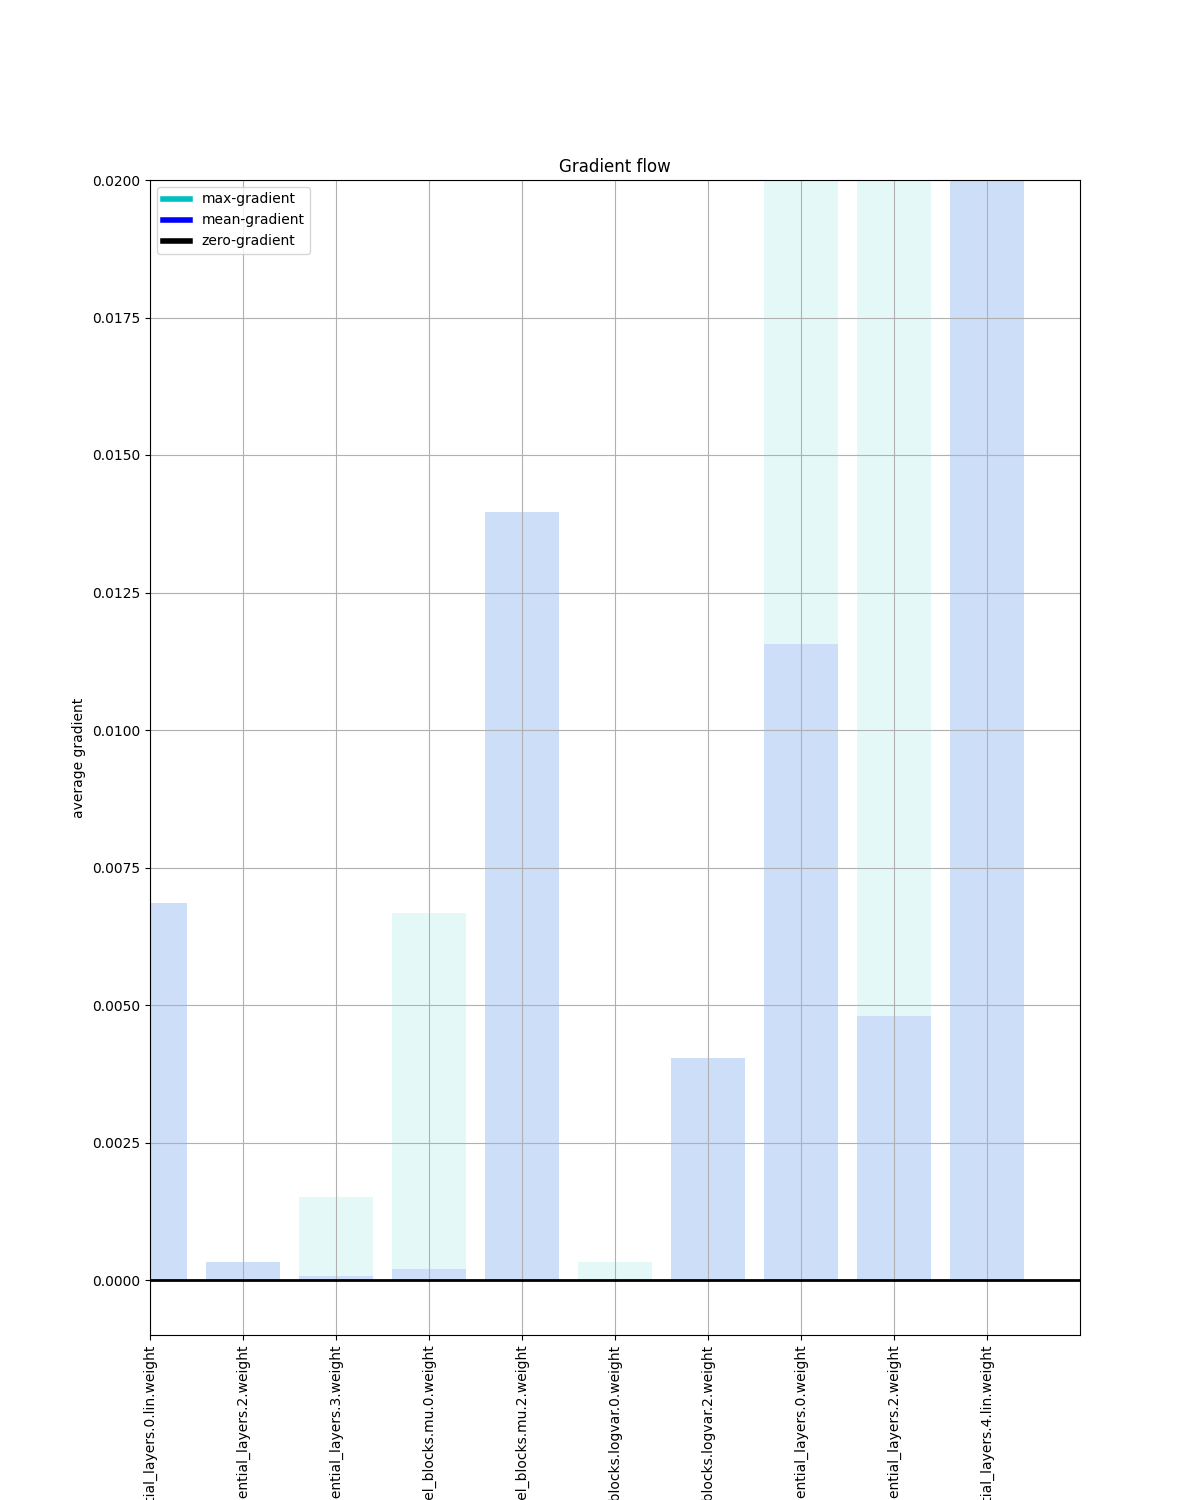 Gradient flow
max-gradient
mean-gradient
zero-gradient
0.0200
0.0175
0.0150
0.0125
0.0100
0.0075
0.0050
0.0025
0.0000
average gradient
tial_layers.0.lin.weight
ential_layers.2.weight
ential_layers.3.weight
el_blocks.mu.0.weight
el_blocks.mu.2.weight
blocks.logvar.0.weight
blocks.logvar.2.weight
ential_layers.0.weight
ential_layers.2.weight
tial_layers.4.lin.weight